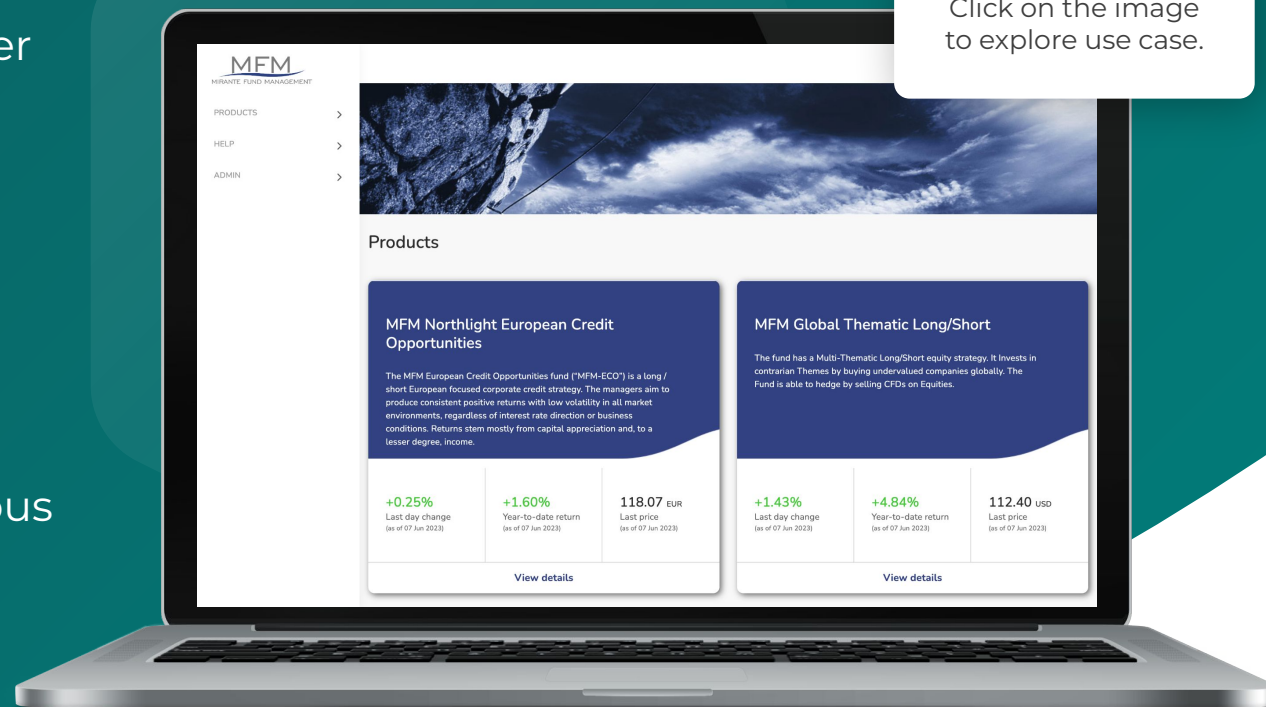 er
ous
Click on the image
to explore use case.
MFM
MIRANTE FUND MANAGEMENT
PRODUCTS
HELP
ADMIN
Products
MFM Northlight European Credit
Opportunities
The MFM European Credit Opportunities fund ("MFM-ECO") is a long /
short European focused corporate credit strategy. The managers aim to
produce consistent positive returns with low volatility in all market
environments, regardless of interest rate direction or business
conditions. Returns stem mostly from capital appreciation and, to a
lesser degree, income.
+0.25%
Last day change
(as of 07 Jun 2023)
+1.60%
Year-to-date return
(as of 07 Jun 2023)
118.07 EUR
Last price
(as of 07 Jun 2023)
View details
MFM Global Thematic Long/Short
The fund has a Multi-Thematic Long/Short equity strategy. It Invests in
contrarian Themes by buying undervalued companies globally. The
Fund is able to hedge by selling CFDs on Equities.
+1.43%
Last day change
(as of 07 Jun 2023)
+4.84%
Year-to-date return
(as of 07 Jun 2023)
112.40 USD
Last price
(as of 07 Jun 2023)
View details